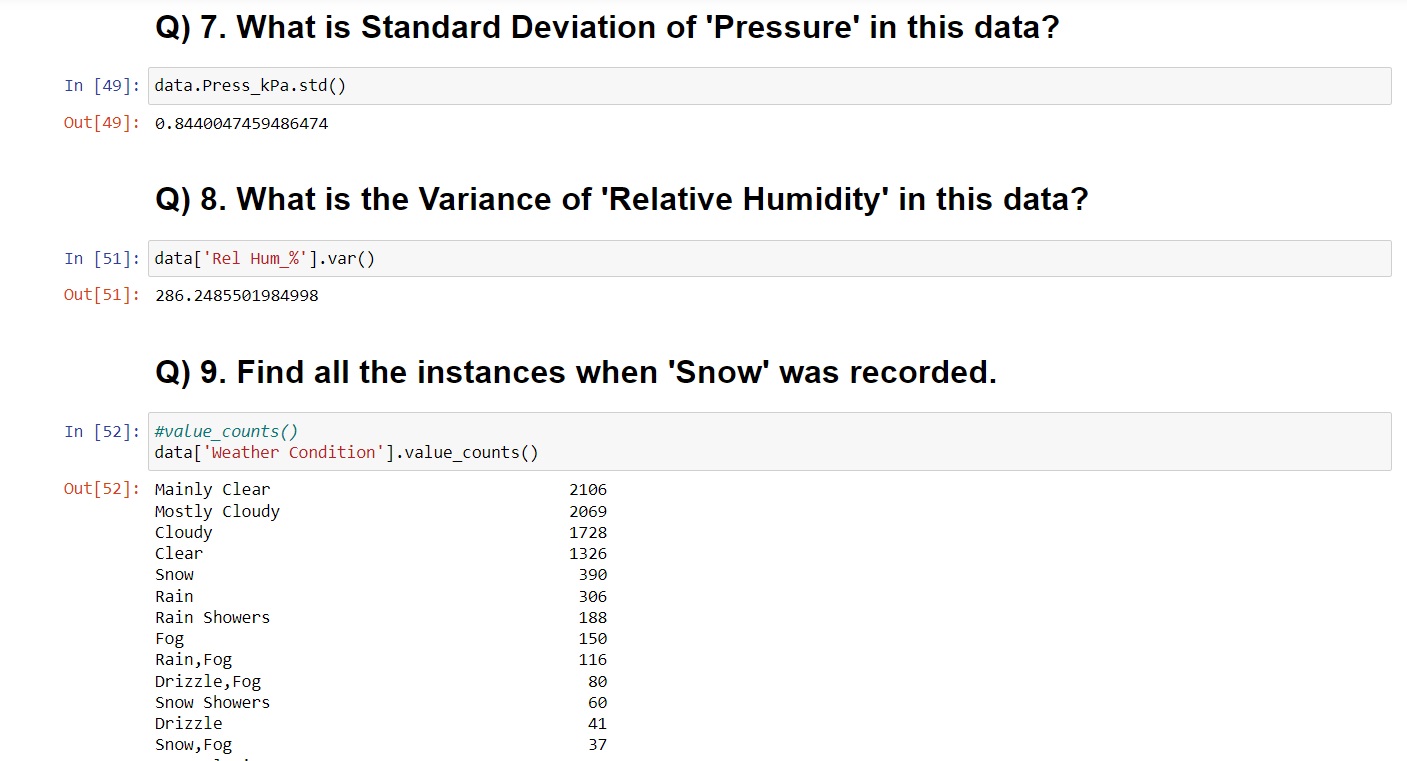 Q) 7. What is Standard Deviation of 'Pressure' in this data?
In [49]: data.Press_kPa.std()
Out[49]: 0.8440047459486474
Q) 8. What is the Variance of 'Relative Humidity' in this data?
In [51]: data['Rel Hum_%'].var()
Out[51]: 286.2485501984998
Q) 9. Find all the instances when 'Snow' was recorded.
In [52]: #value_counts()
data['Weather Condition'].value_counts()
Out[52]: Mainly Clear 2106
Mostly Cloudy 2069
Cloudy 1728
Clear 1326
Snow 390
Rain 306
Rain Showers 188
Fog 150
Rain,Fog 116
Drizzle,Fog 80
Snow Showers 60
Drizzle 41
Snow,Fog 37